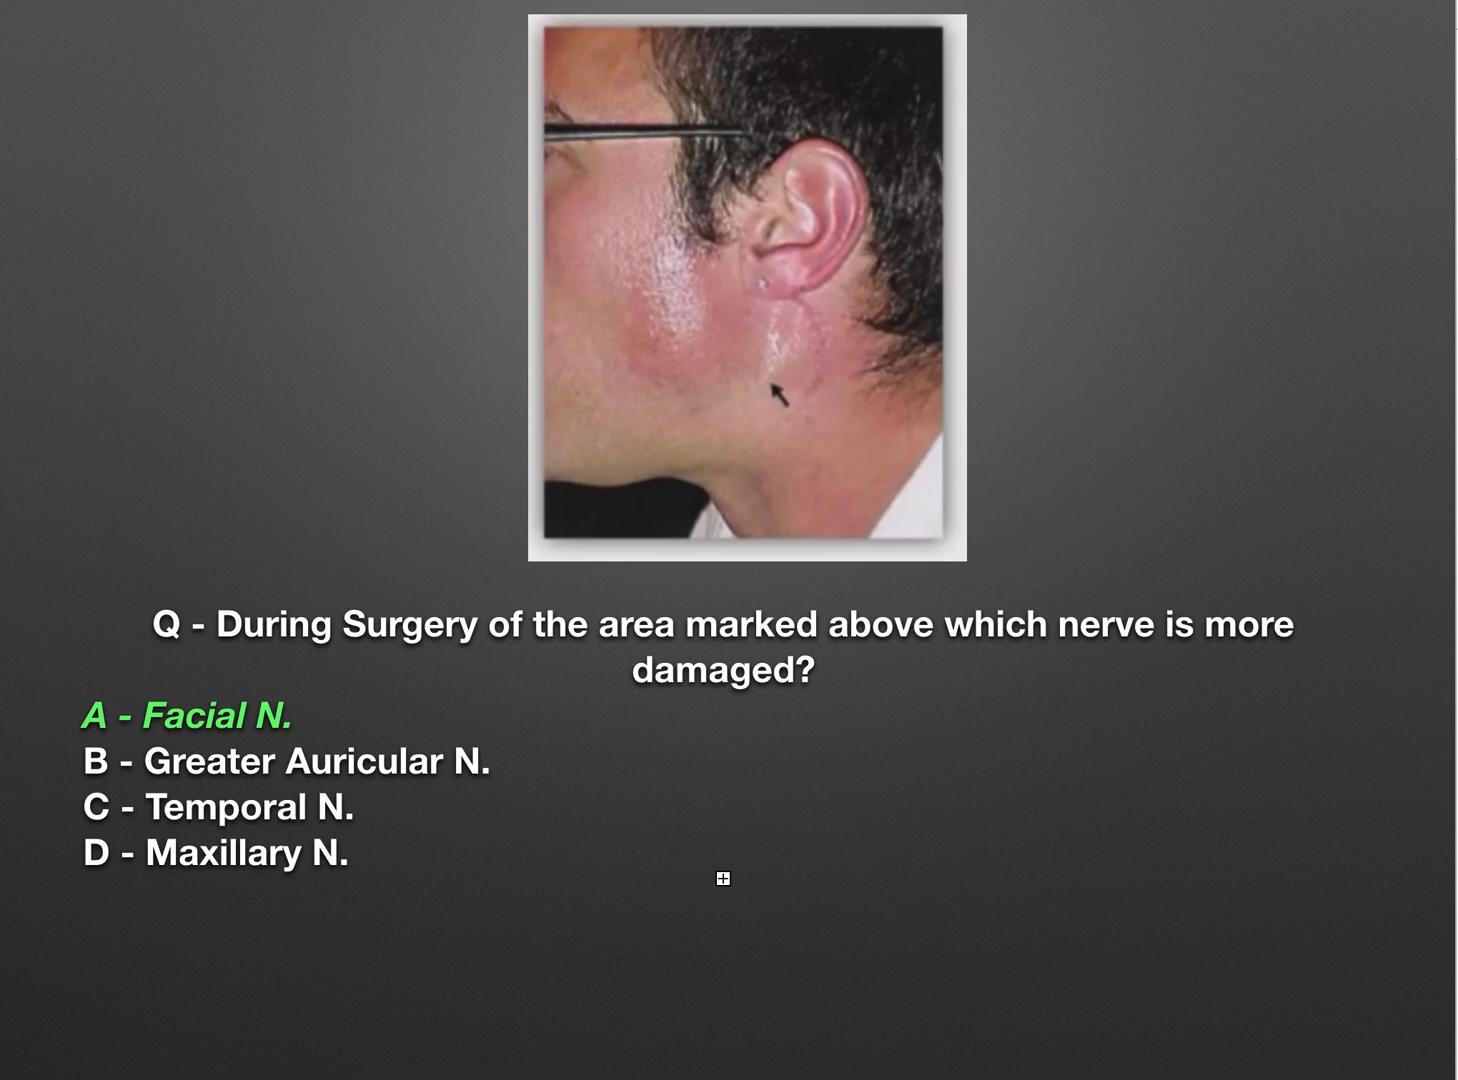 Q - During Surgery of the area marked above which nerve is more
damaged?
A - Facial N.
B - Greater Auricular N.
C - Temporal N.
D - Maxillary N.